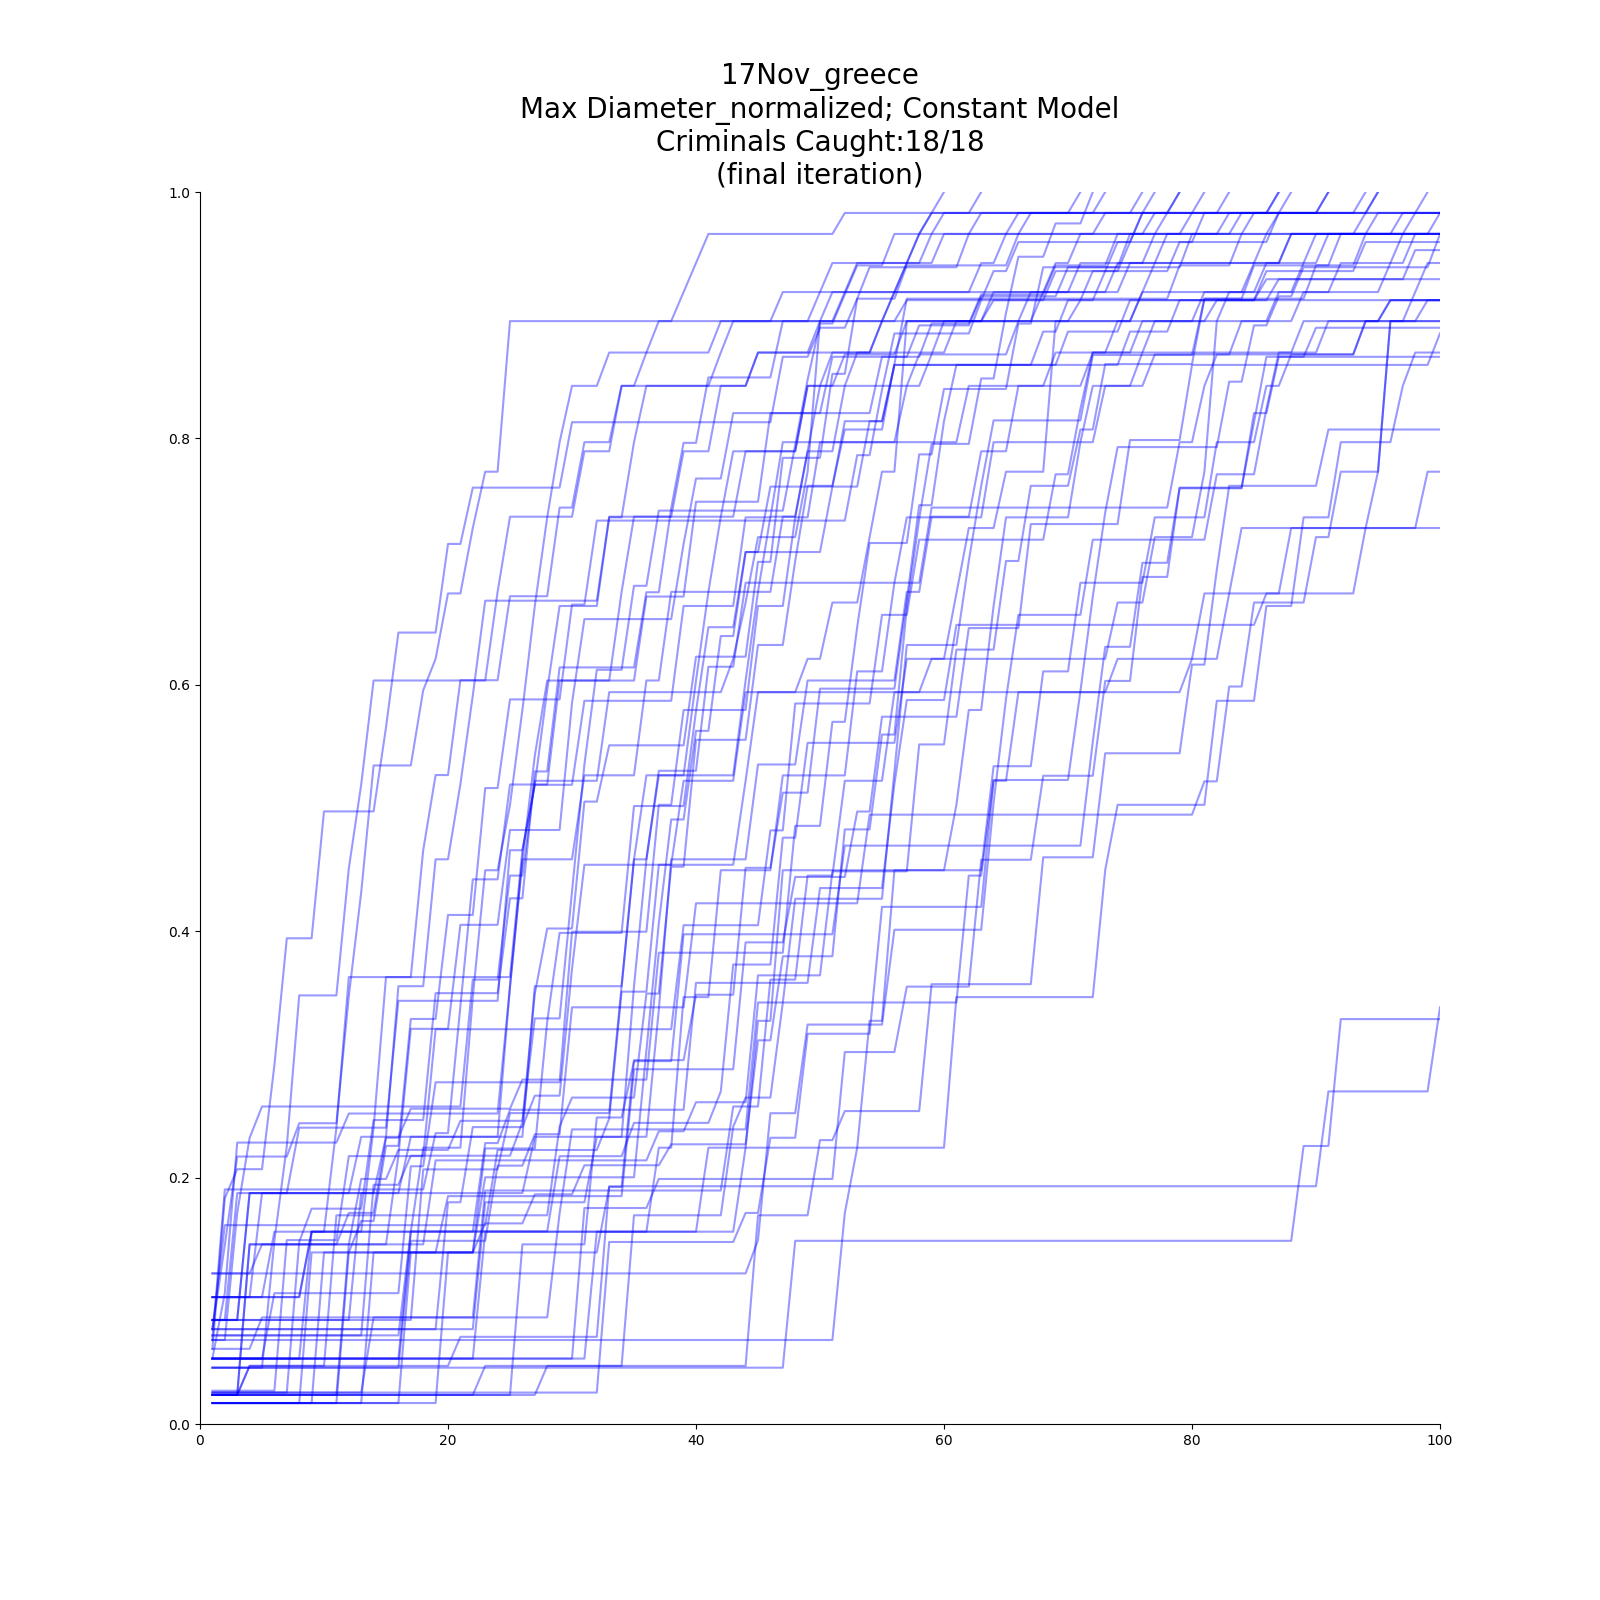 17Nov_greece
Max Diameter_normalized; Constant Model
Criminals Caught:18/18
(final iteration)
1.0
0.8
0.6
0.4
0.2
0.0
0 20 40 60 80 100